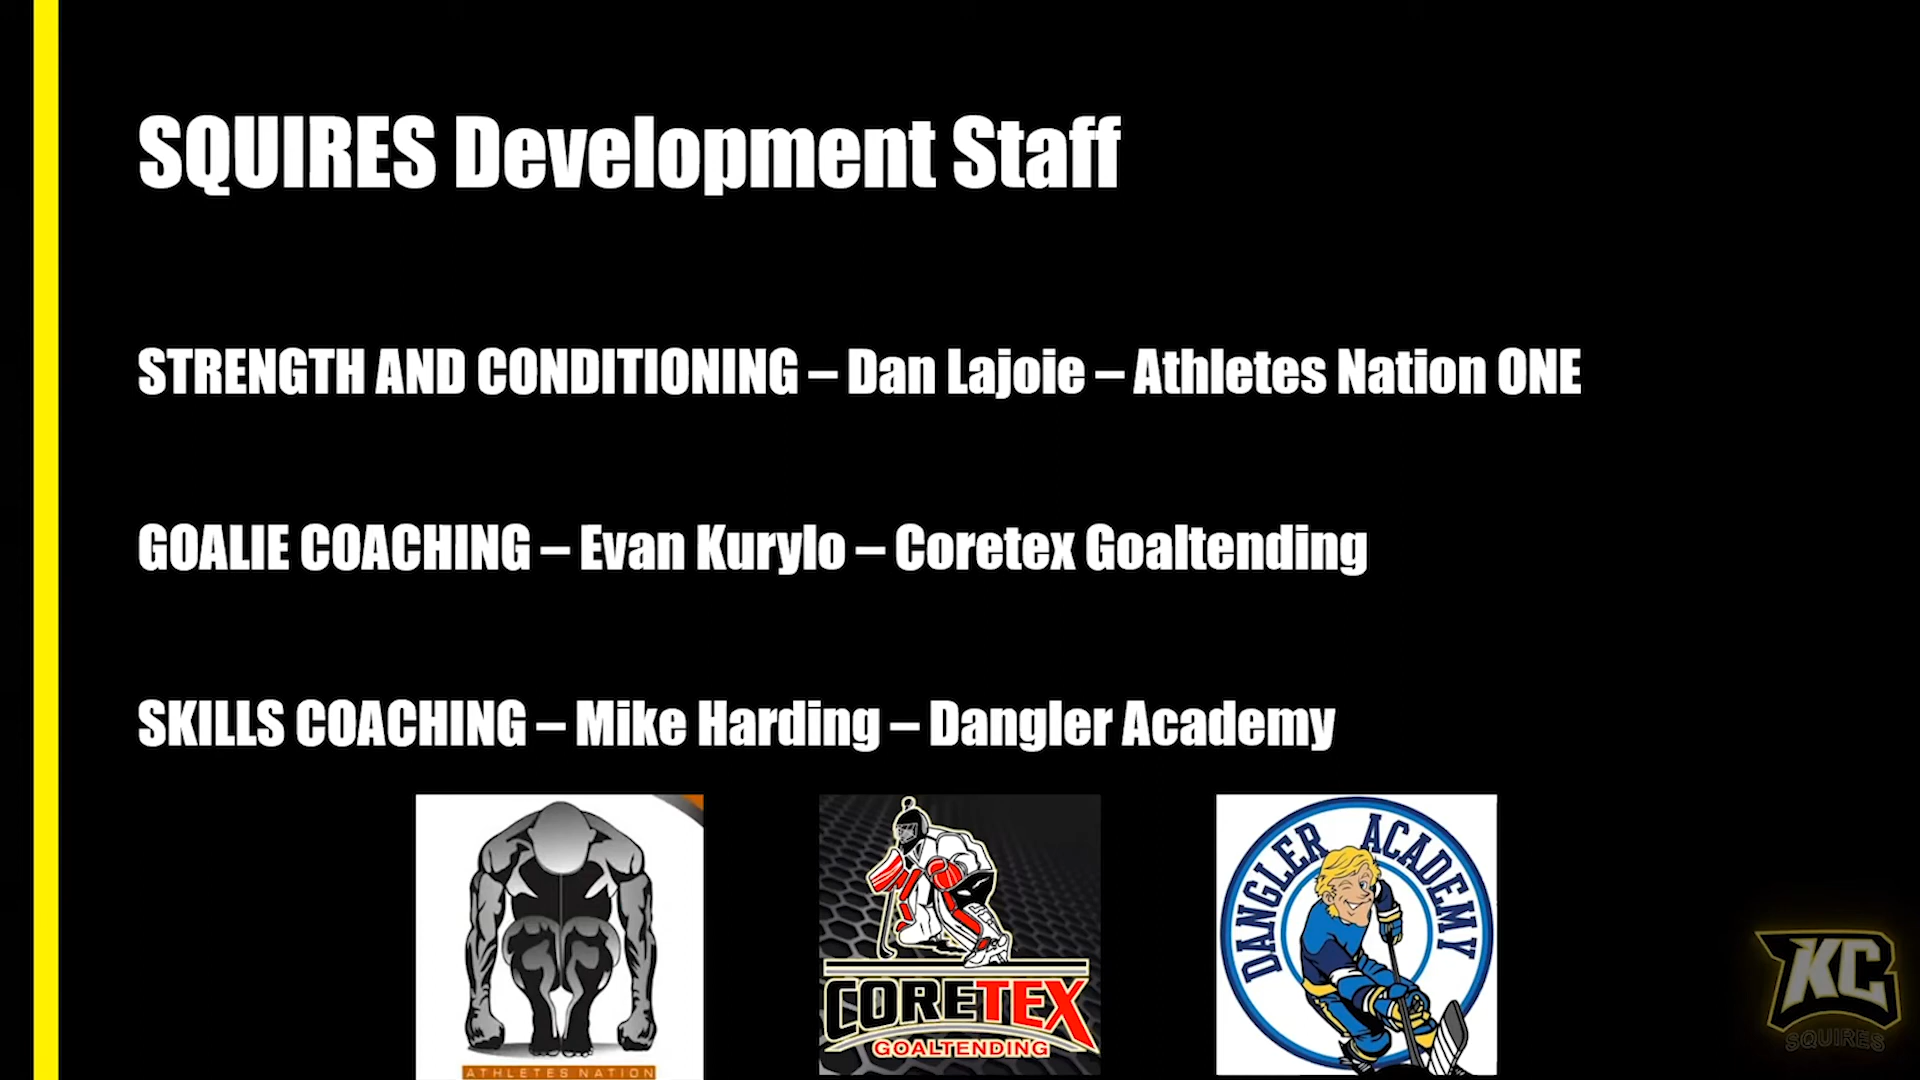 SQUIRES Development Staff
STRENGTH AND CONDITIONING – Dan Lajoie – Athletes Nation ONE
GOALIE COACHING – Evan Kurylo – Coretex Goaltending
SKILLS COACHING – Mike Harding – Dangler Academy
ATHLETES NATION
CORETEX
GOALTENDING
DANGLER ACADEMY
KC
SQUIRES